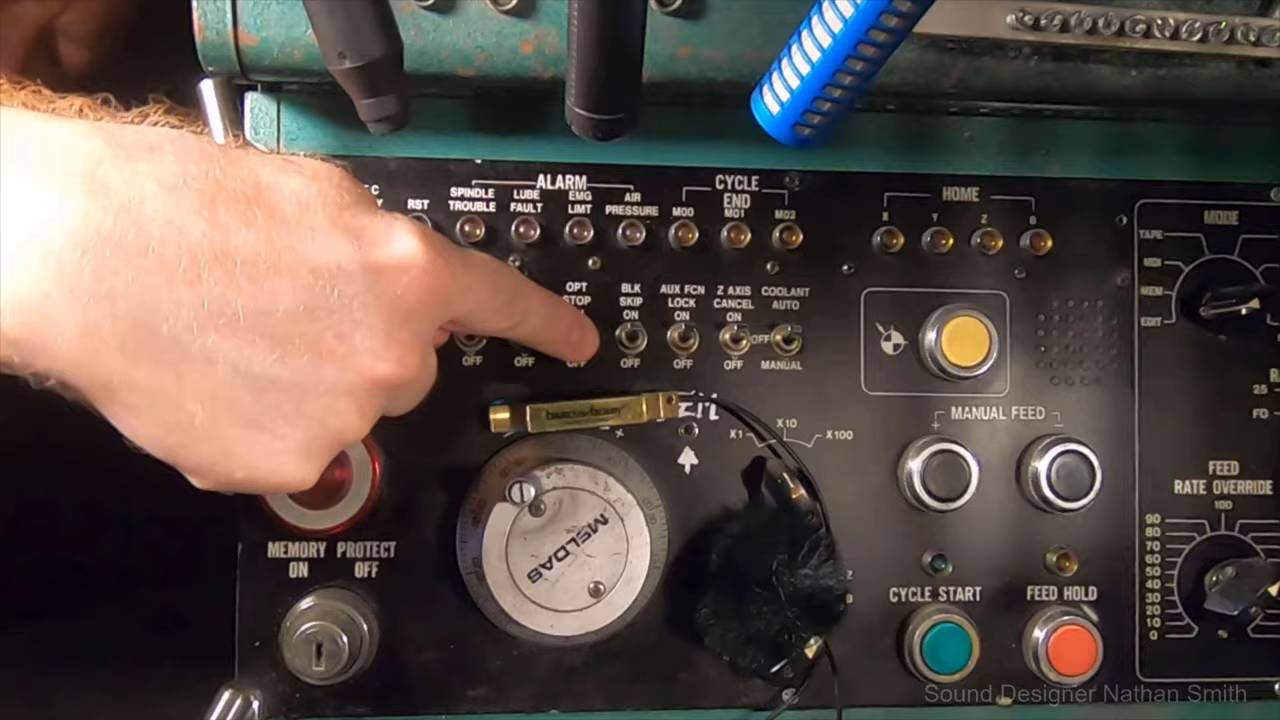 ALARM
CYCLE
END
HOME
MODE
RST
SPINDLE
TROUBLE
LUBE
FAULT
EMG
LIMT
AIR
PRESSURE
M00
M01
M02
X
Y
Z
TAPE
MDI
MEM
EDIT
OPT
STOP
BLK
SKIP
ON
AUX FCN
LOCK
ON
Z AXIS
CANCEL
ON
COOLANT
AUTO
OFF
OFF
OFF
OFF
OFF
OFF
OFF
MANUAL
MANUAL FEED
+
-
X1
X10
X100
25
F0
FEED
RATE OVERRIDE
100
90
80
70
60
50
40
30
20
10
0
MELDAS
MEMORY PROTECT
ON
OFF
CYCLE START
FEED HOLD
Sound Designer Nathan Smith